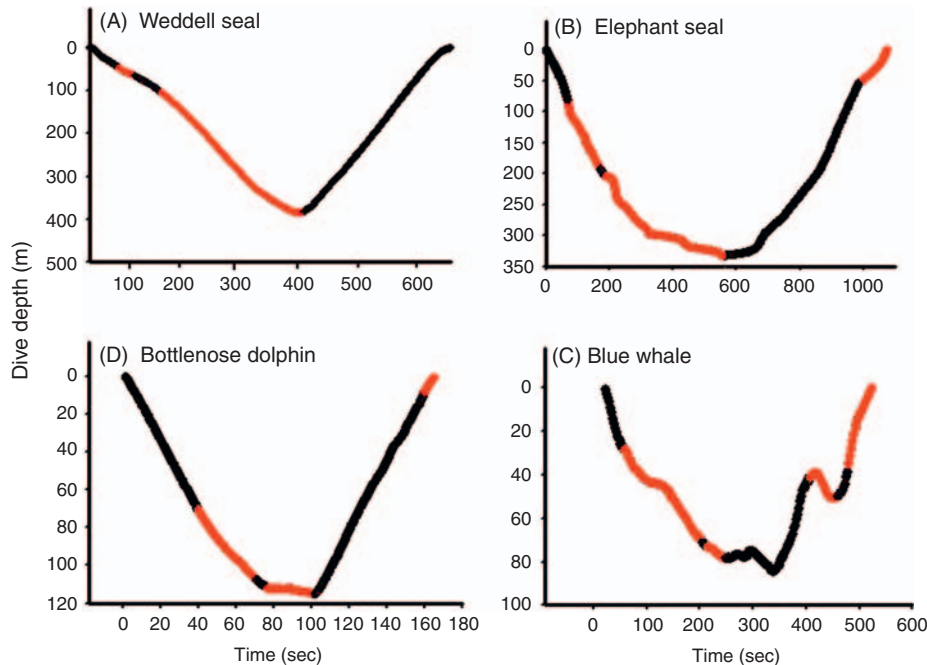 (A) Weddell seal
0
100
200
300
400
500
100 200 300 400 500 600
(B) Elephant seal
0
50
100
150
200
250
300
350
0 200 400 600 800 1000
Dive depth (m)
(D) Bottlenose dolphin
0
20
40
60
80
100
120
0 20 40 60 80 100 120 140 160 180
Time (sec)
(C) Blue whale
0
20
40
60
80
100
0 100 200 300 400 500 600
Time (sec)